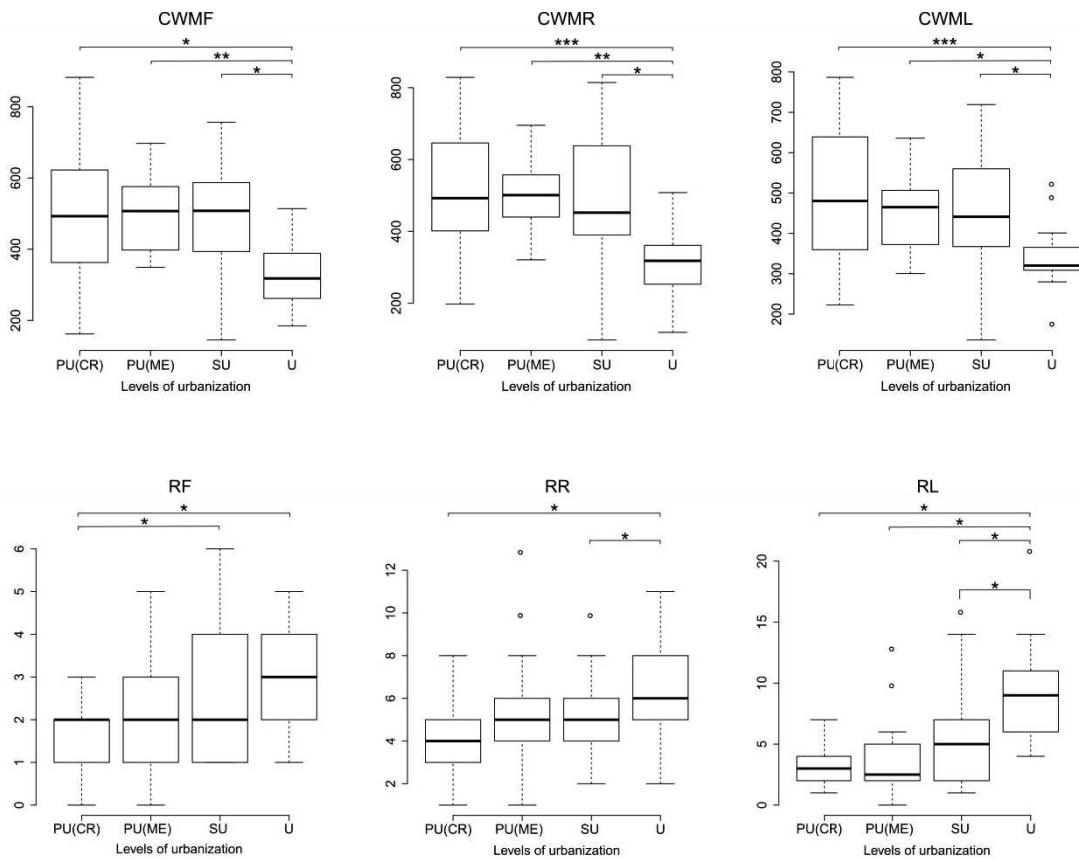 CWMF
*
**
*
200 400 600 800
PU(CR) PU(ME) SU U
Levels of urbanization
CWMR
***
**
*
200 400 600 800
PU(CR) PU(ME) SU U
Levels of urbanization
CWML
***
*
*
100 200 300 400 500 600 700 800
PU(CR) PU(ME) SU U
Levels of urbanization
RF
*
*
0 1 2 3 4 5 6
PU(CR) PU(ME) SU U
Levels of urbanization
RR
*
*
2 4 6 8 10 12
PU(CR) PU(ME) SU U
Levels of urbanization
RL
*
*
*
*
0 5 10 15 20
PU(CR) PU(ME) SU U
Levels of urbanization